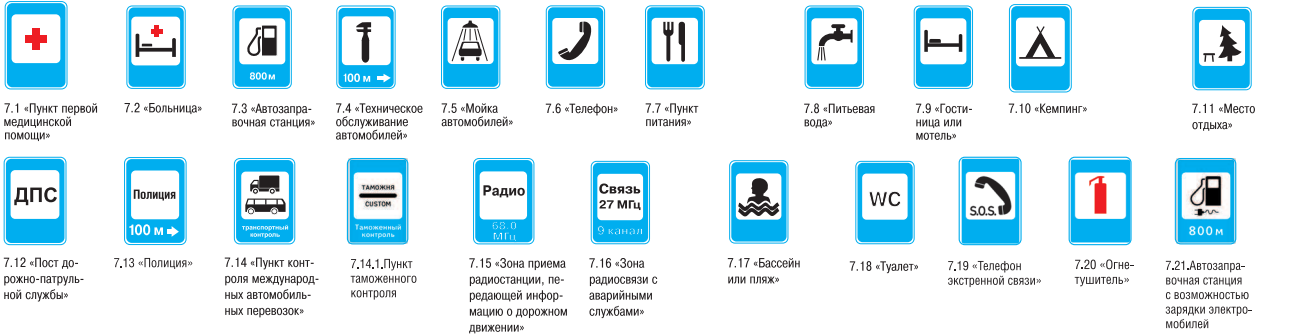 800 м
100 м
7.1 «Пункт первой
медицинской
помощи»
7.2 «Больница»
7.3 «Автозапра-
вочная станция»
7.4 «Техническое
обслуживание
автомобилей»
7.5 «Мойка
автомобилей»
7.6 «Телефон»
7.7 «Пункт
питания»
7.8 «Питьевая
вода»
7.9 «Гости-
ница или
мотель»
7.10 «Кемпинг»
7.11 «Место
отдыха»
ДПС
Полиция
100 м
транспортный
контроль
ТАМОЖНЯ
CUSTOM
Таможенный
контроль
Радио
68.0
МГц
Связь
27 МГц
9 канал
WC
S.O.S.
800 м
7.12 «Пост до-
рожно-патруль-
ной службы»
7.13 «Полиция»
7.14 «Пункт конт-
роля международ-
ных автомобиль-
ных перевозок»
7.14.1.Пункт
таможенного
контроля
7.15 «Зона приема
радиостанции, пе-
редающей инфор-
мацию о дорожном
движении»
7.16 «Зона
радиосвязи с
аварийными
службами»
7.17 «Бассейн
или пляж»
7.18 «Туалет»
7.19 «Телефон
экстренной связи»
7.20 «Огне-
тушитель»
7.21.Автозапра-
вочная станция
с возможностью
зарядки электро-
мобилей